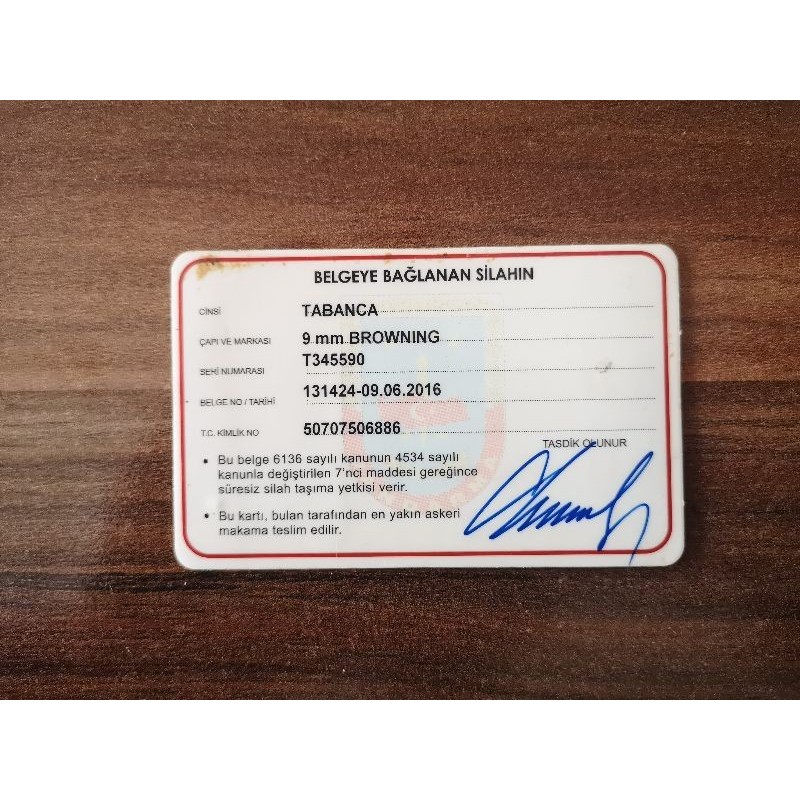 BELGEYE BAĞLANAN SİLAHIN
CİNSİ TABANCA
ÇAPI VE MARKASI 9 mm BROWNING
SERİ NUMARASI T345590
BELGE NO / TARİHİ 131424-09.06.2016
T.C. KİMLİK NO 50707506886
TASDİK OLUNUR
• Bu belge 6136 sayılı kanunun 4534 sayılı
kanunla değiştirilen 7'nci maddesi gereğince
süresiz silah taşıma yetkisi verir.
• Bu kartı, bulan tarafından en yakın askeri
makama teslim edilir.